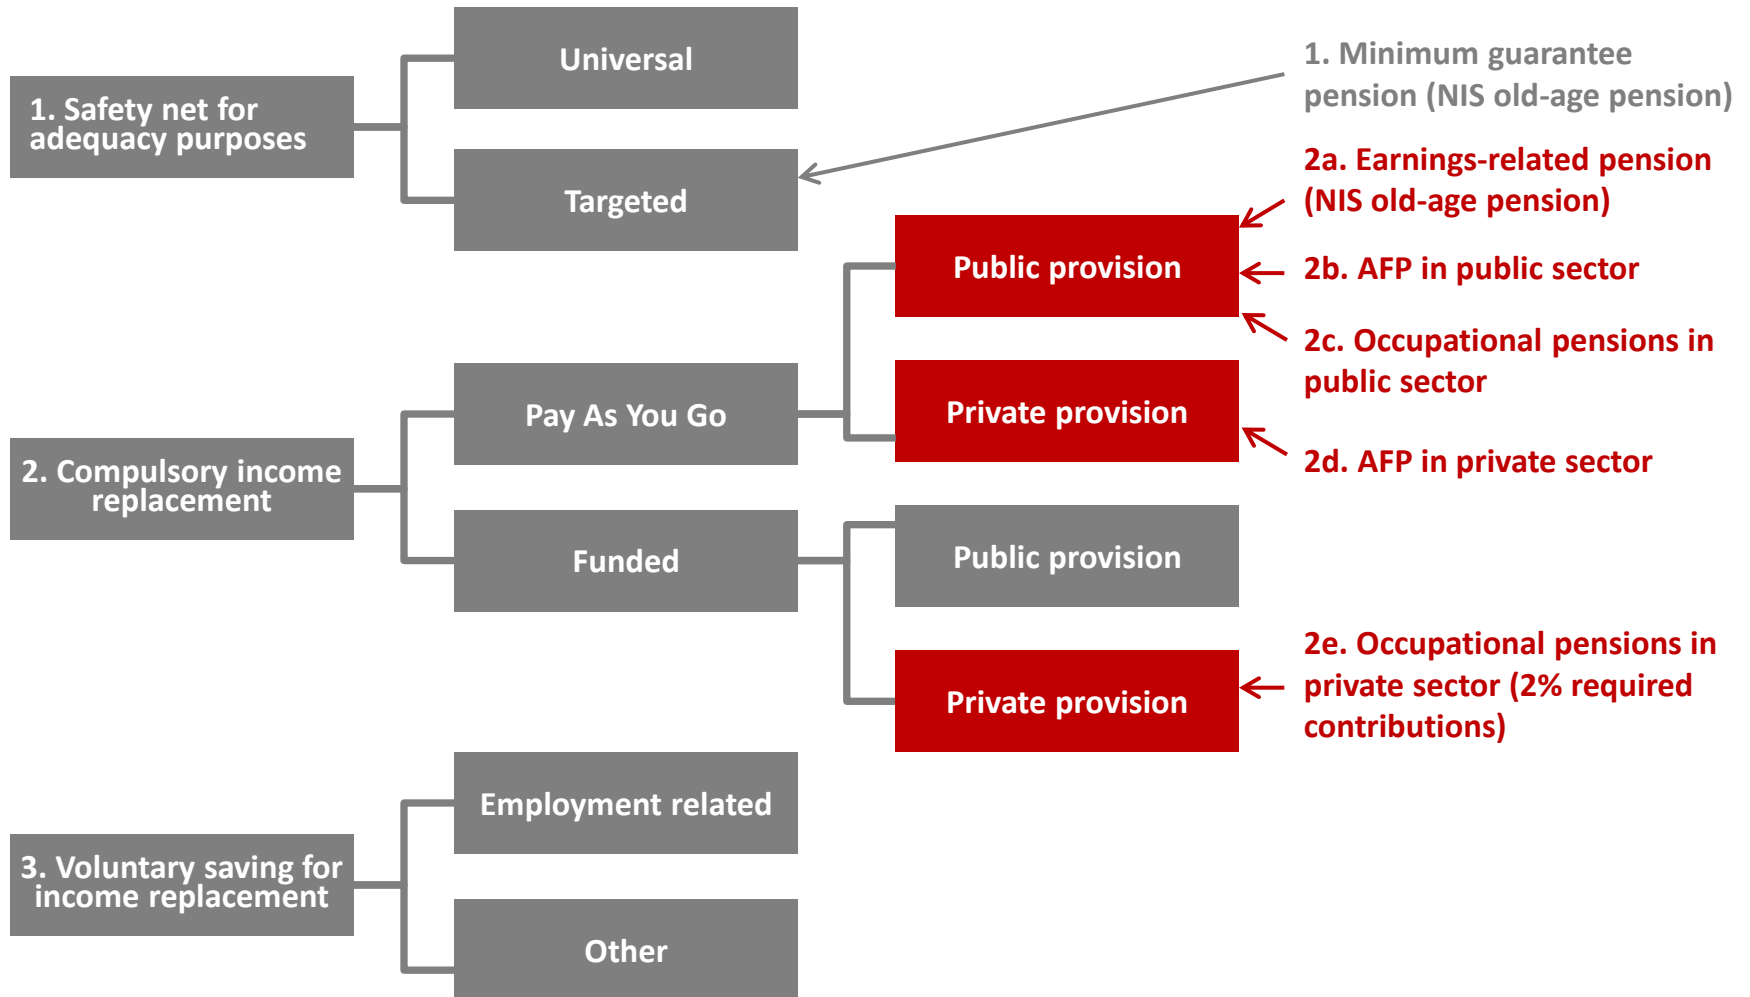 1. Safety net for
adequacy purposes
Universal
Targeted
1. Minimum guarantee
pension (NIS old-age pension)
2. Compulsory income
replacement
Pay As You Go
Public provision
2a. Earnings-related pension
(NIS old-age pension)
2b. AFP in public sector
2c. Occupational pensions in
public sector
Private provision
2d. AFP in private sector
Funded
Public provision
Private provision
2e. Occupational pensions in
private sector (2% required
contributions)
3. Voluntary saving for
income replacement
Employment related
Other